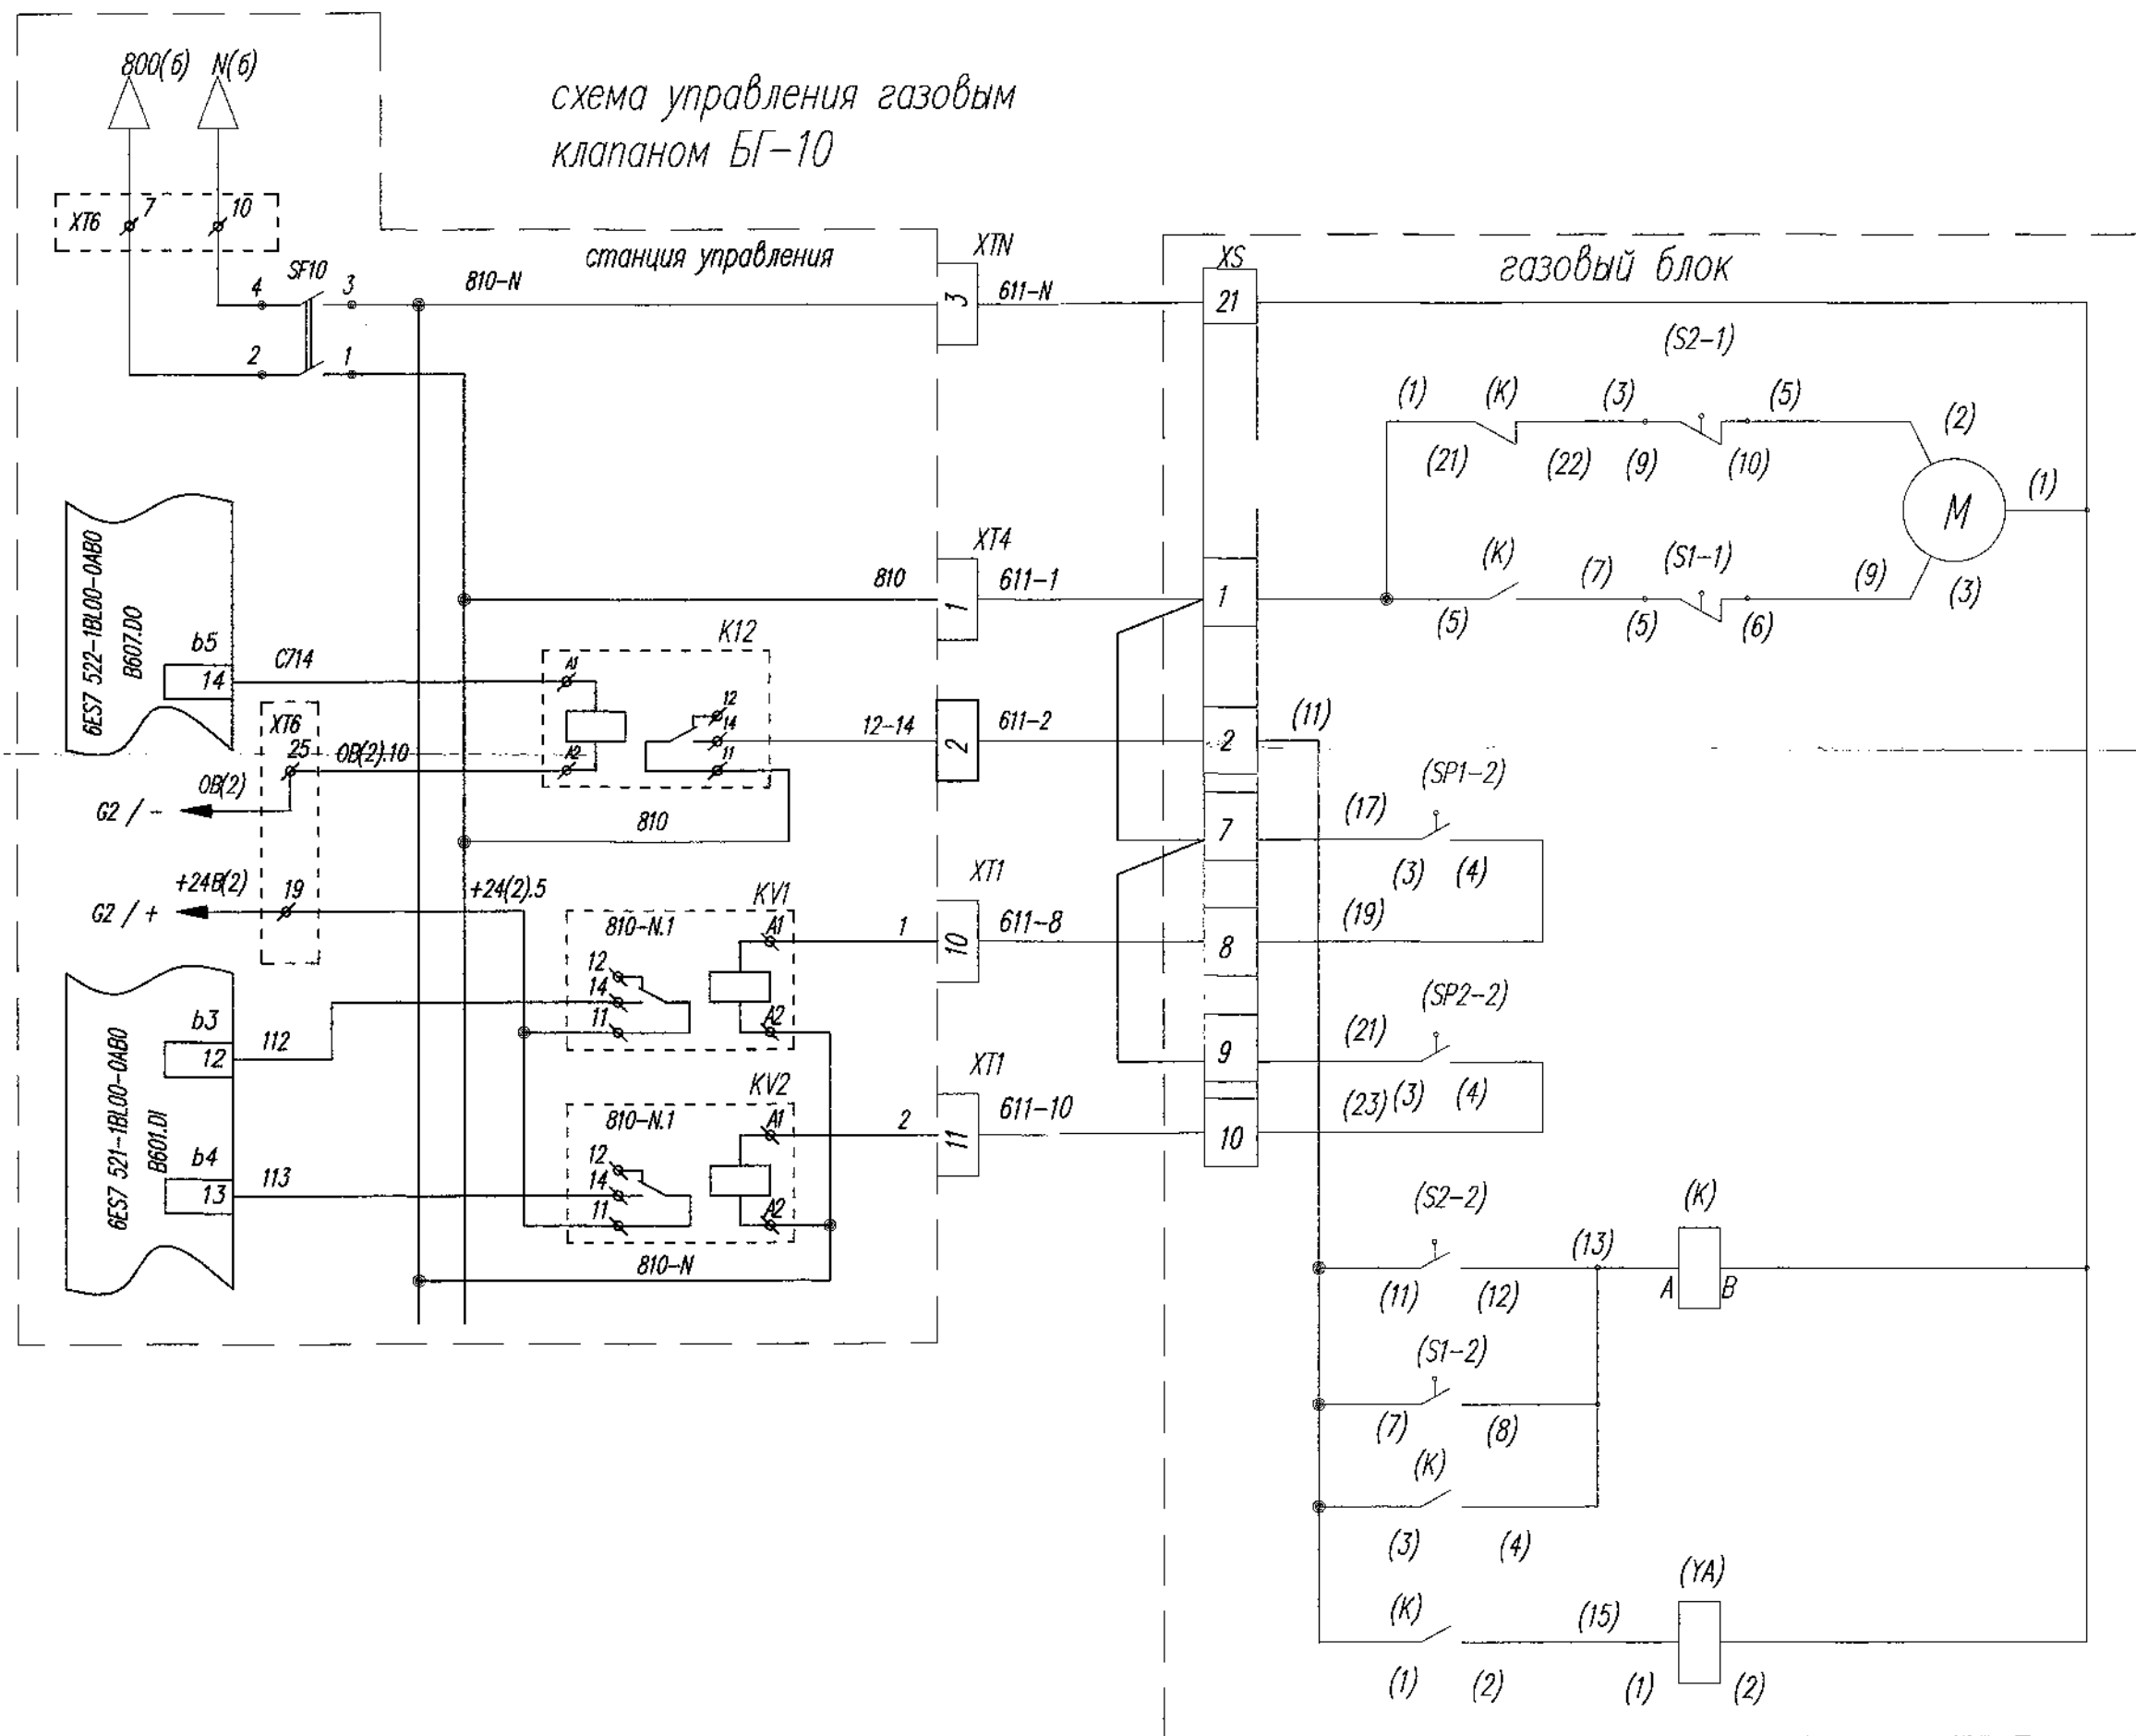 800(б) N(б)
схема управления газовым
клапаном БГ-10
XT6 7 10
станция управления
XTN
XS
газовый блок
SF10
4 3
810-N
3
611-N
21
2 1
(S2-1)
(1) (K) (3) (5)
(2)
(21) (22) (9) (10)
(1)
M
6ES7 522-1BL00-0AB0
B607.D0
XT4
810
1
611-1
1
(K) (7) (S1-1) (9)
(5) (5) (6)
(3)
b5
14
C714
K12
A1
12
14
11
A2
12-14
2
611-2
2
(11)
XT6
25
0B(2).10
0B(2)
G2 / -
810
7
(SP1-2)
(17)
(3) (4)
+24B(2)
19
G2 / +
+24(2).5
KV1
810-N.1
A1
12
14
11
A2
1
XT1
10
611-8
8
(19)
6ES7 521-1BL00-0AB0
B601.DI
b3
12
112
XT1
9
(SP2-2)
(21)
(3) (4)
KV2
810-N.1
A1
12
14
11
A2
2
11
611-10
10
(23)
b4
13
113
810-N
(S2-2)
(K)
(13)
(11) (12)
A B
(S1-2)
(7) (8)
(K)
(3) (4)
(YA)
(K) (15)
(1) (2) (1) (2)